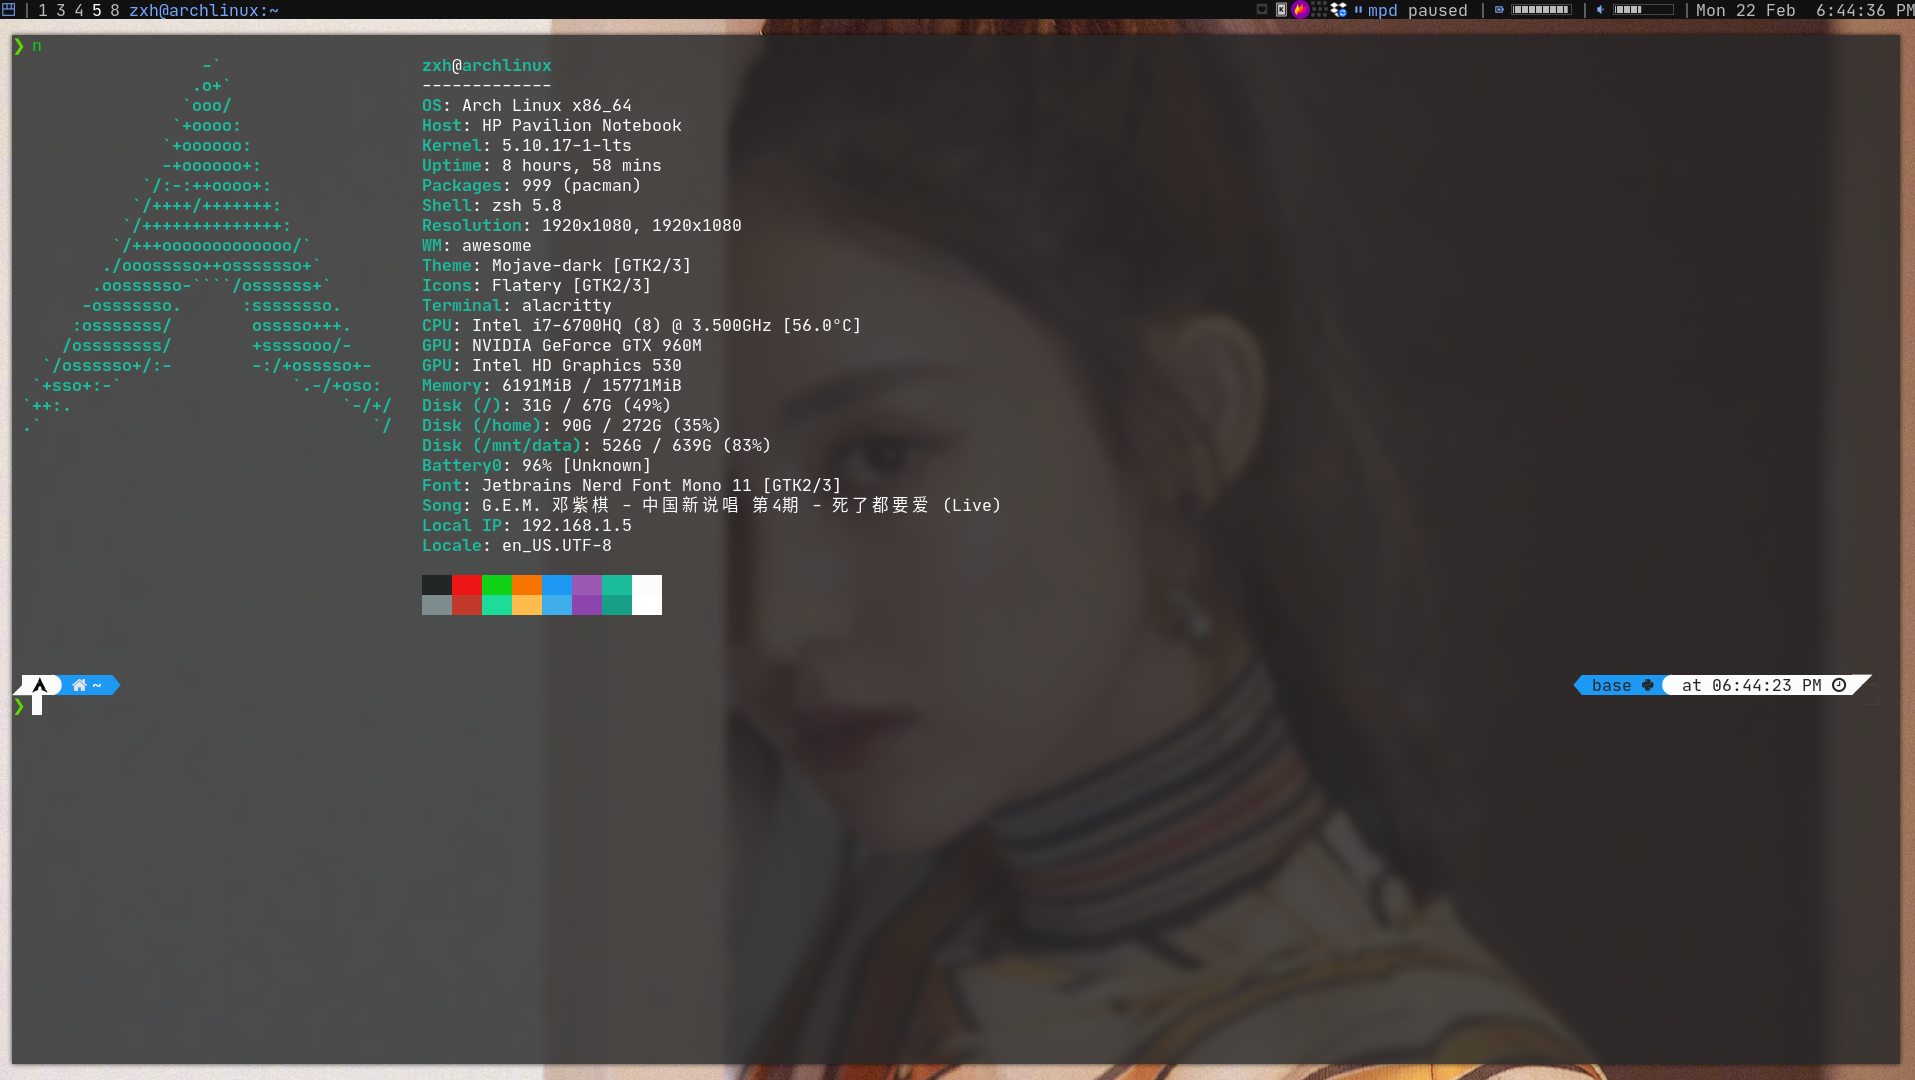 1 3 4 5 8 zxh@archlinux:~ mpd paused | Mon 22 Feb 6:44:36 PM
❯ n
-`
.o+`
`ooo/
`+oooo:
`+oooooo:
-+oooooo+:
`/:-:++oooo+:
`/++++/+++++++:
`/++++++++++++++:
`/+++ooooooooooooo/`
./ooosssso++osssssso+`
.oossssso-````/ossssss+`
-osssssso.      :ssssssso.
:osssssss/        osssso+++.
/ossssssss/        +ssssooo/-
`/ossssso+/:-        -:/+osssso+-
`+sso+:-`                 `.-/+oso:
`++:.                           `-/+/
.`                                 `/
zxh@archlinux
-------------
OS: Arch Linux x86_64
Host: HP Pavilion Notebook
Kernel: 5.10.17-1-lts
Uptime: 8 hours, 58 mins
Packages: 999 (pacman)
Shell: zsh 5.8
Resolution: 1920x1080, 1920x1080
WM: awesome
Theme: Mojave-dark [GTK2/3]
Icons: Flatery [GTK2/3]
Terminal: alacritty
CPU: Intel i7-6700HQ (8) @ 3.500GHz [56.0°C]
GPU: NVIDIA GeForce GTX 960M
GPU: Intel HD Graphics 530
Memory: 6191MiB / 15771MiB
Disk (/): 31G / 67G (49%)
Disk (/home): 90G / 272G (35%)
Disk (/mnt/data): 526G / 639G (83%)
Battery0: 96% [Unknown]
Font: Jetbrains Nerd Font Mono 11 [GTK2/3]
Song: G.E.M. 邓紫棋 - 中国新说唱 第4期 - 死了都要爱 (Live)
Local IP: 192.168.1.5
Locale: en_US.UTF-8
~ base at 06:44:23 PM
❯